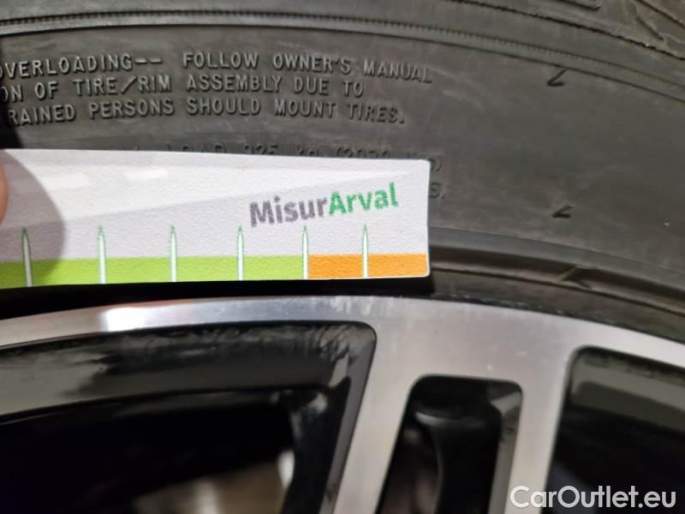 OVERLOADING-- FOLLOW OWNER'S MANUAL
ON OF TIRE/RIM ASSEMBLY DUE TO
RAINED PERSONS SHOULD MOUNT TIRES.
MisurArval
CarOutlet.eu